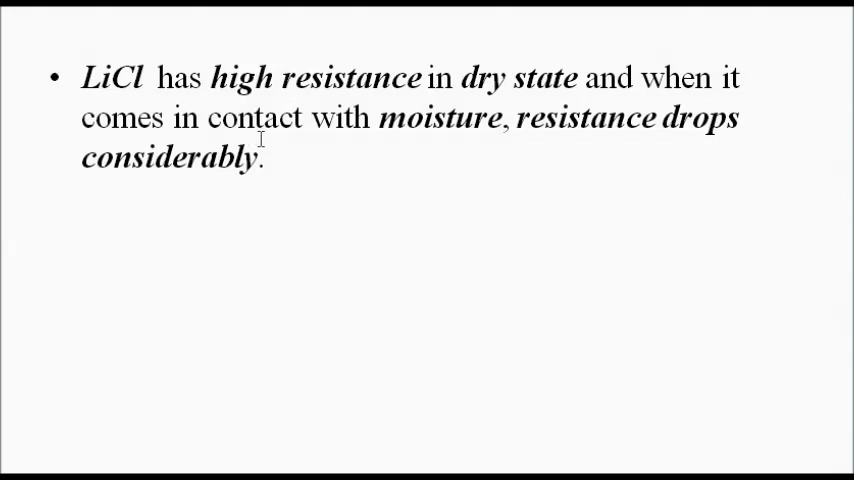 • LiCl has high resistance in dry state and when it
comes in contact with moisture, resistance drops
considerably.